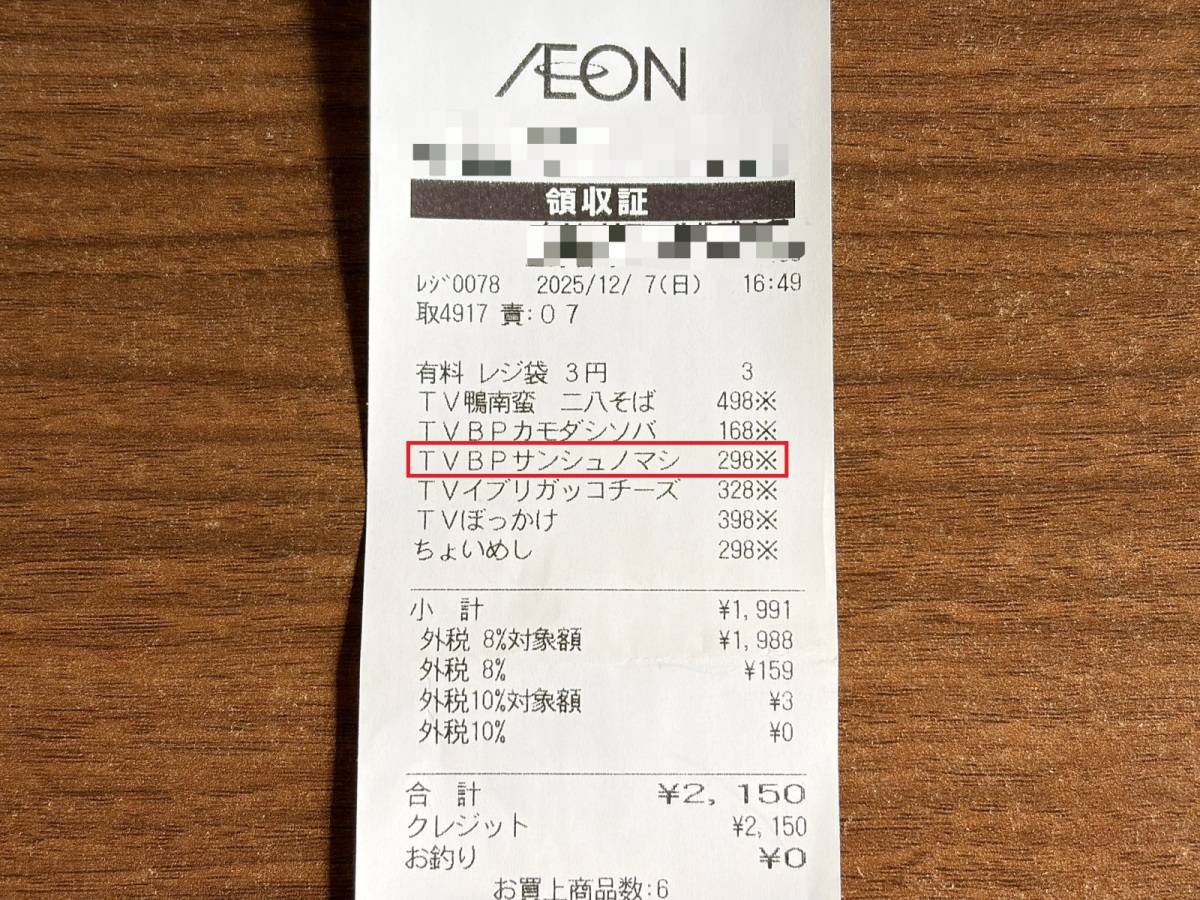 ÆON
領収証
ﾚｼﾞ0078 2025/12/ 7(日) 16:49
取4917 責:０７
有料 レジ袋 ３円 3
ＴＶ鴨南蛮 二八そば 498※
ＴＶＢＰカモダシソバ 168※
ＴＶＢＰサンシュノマシ 298※
ＴＶイブリガッコチーズ 328※
ＴＶぼっかけ 398※
ちょいめし 298※
小 計 ¥1,991
外税 8%対象額 ¥1,988
外税 8% ¥159
外税10%対象額 ¥3
外税10% ¥0
合 計 ¥2,150
クレジット ¥2,150
お釣り ¥0
お買上商品数:6